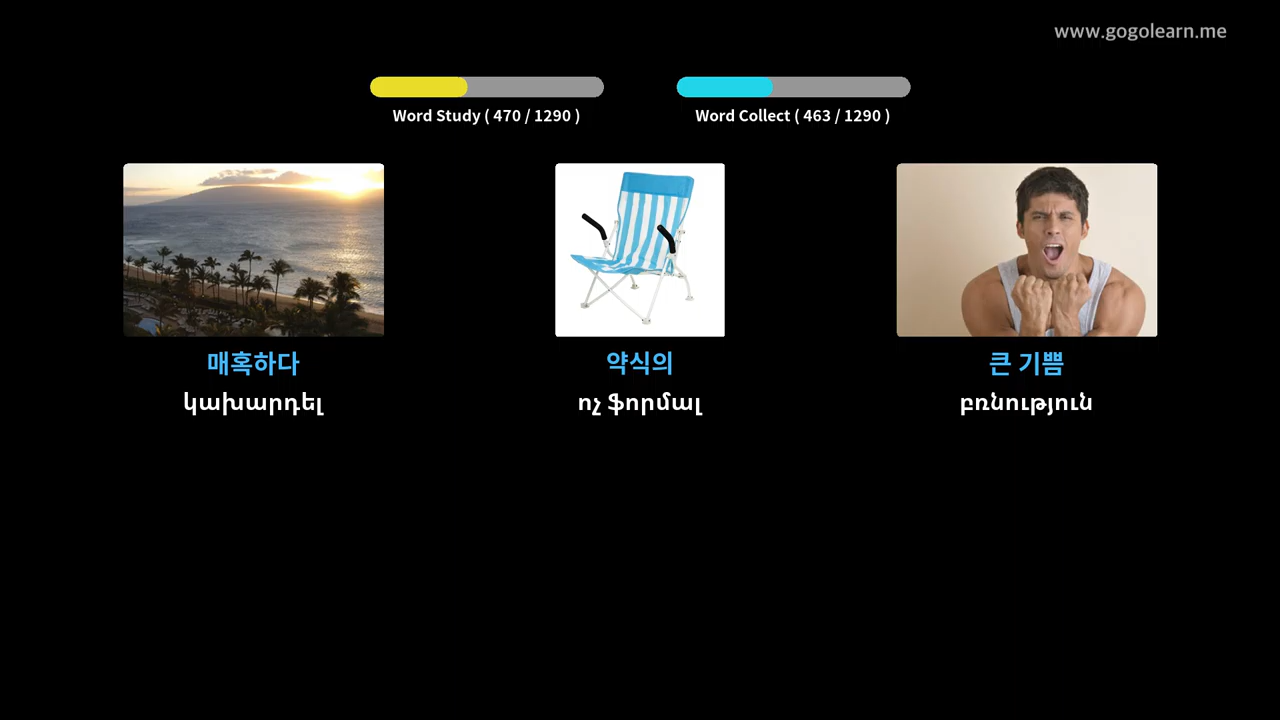 www.gogolearn.me
Word Study ( 470 / 1290 )
Word Collect ( 463 / 1290 )
매혹하다
կախարդել
약식의
ոչ ֆորմալ
큰 기쁨
բռնություն